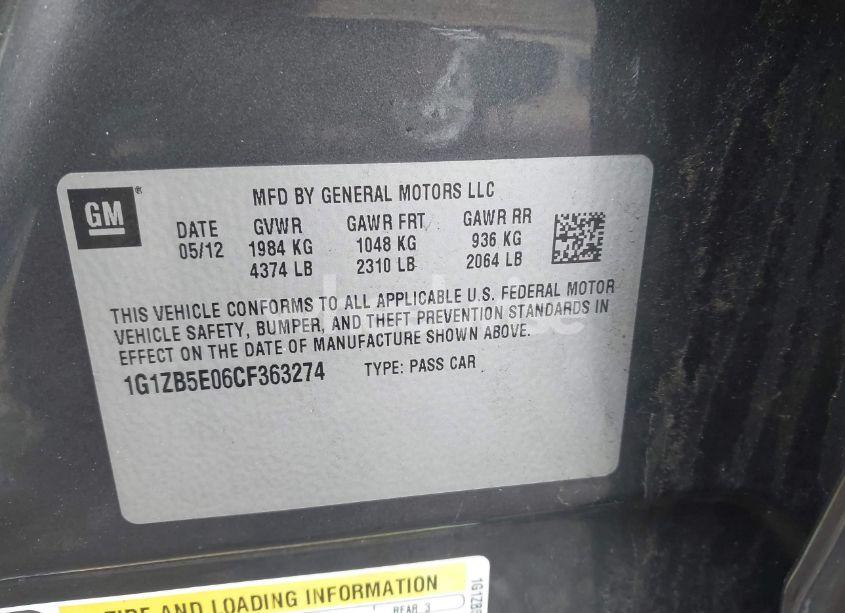 GM
®
MFD BY GENERAL MOTORS LLC
DATE GVWR GAWR FRT GAWR RR
05/12 1984 KG 1048 KG 936 KG
4374 LB 2310 LB 2064 LB
THIS VEHICLE CONFORMS TO ALL APPLICABLE U.S. FEDERAL MOTOR
VEHICLE SAFETY, BUMPER, AND THEFT PREVENTION STANDARDS IN
EFFECT ON THE DATE OF MANUFACTURE SHOWN ABOVE.
1G1ZB5E06CF363274 TYPE: PASS CAR
TIRE AND LOADING INFORMATION
REAR 3